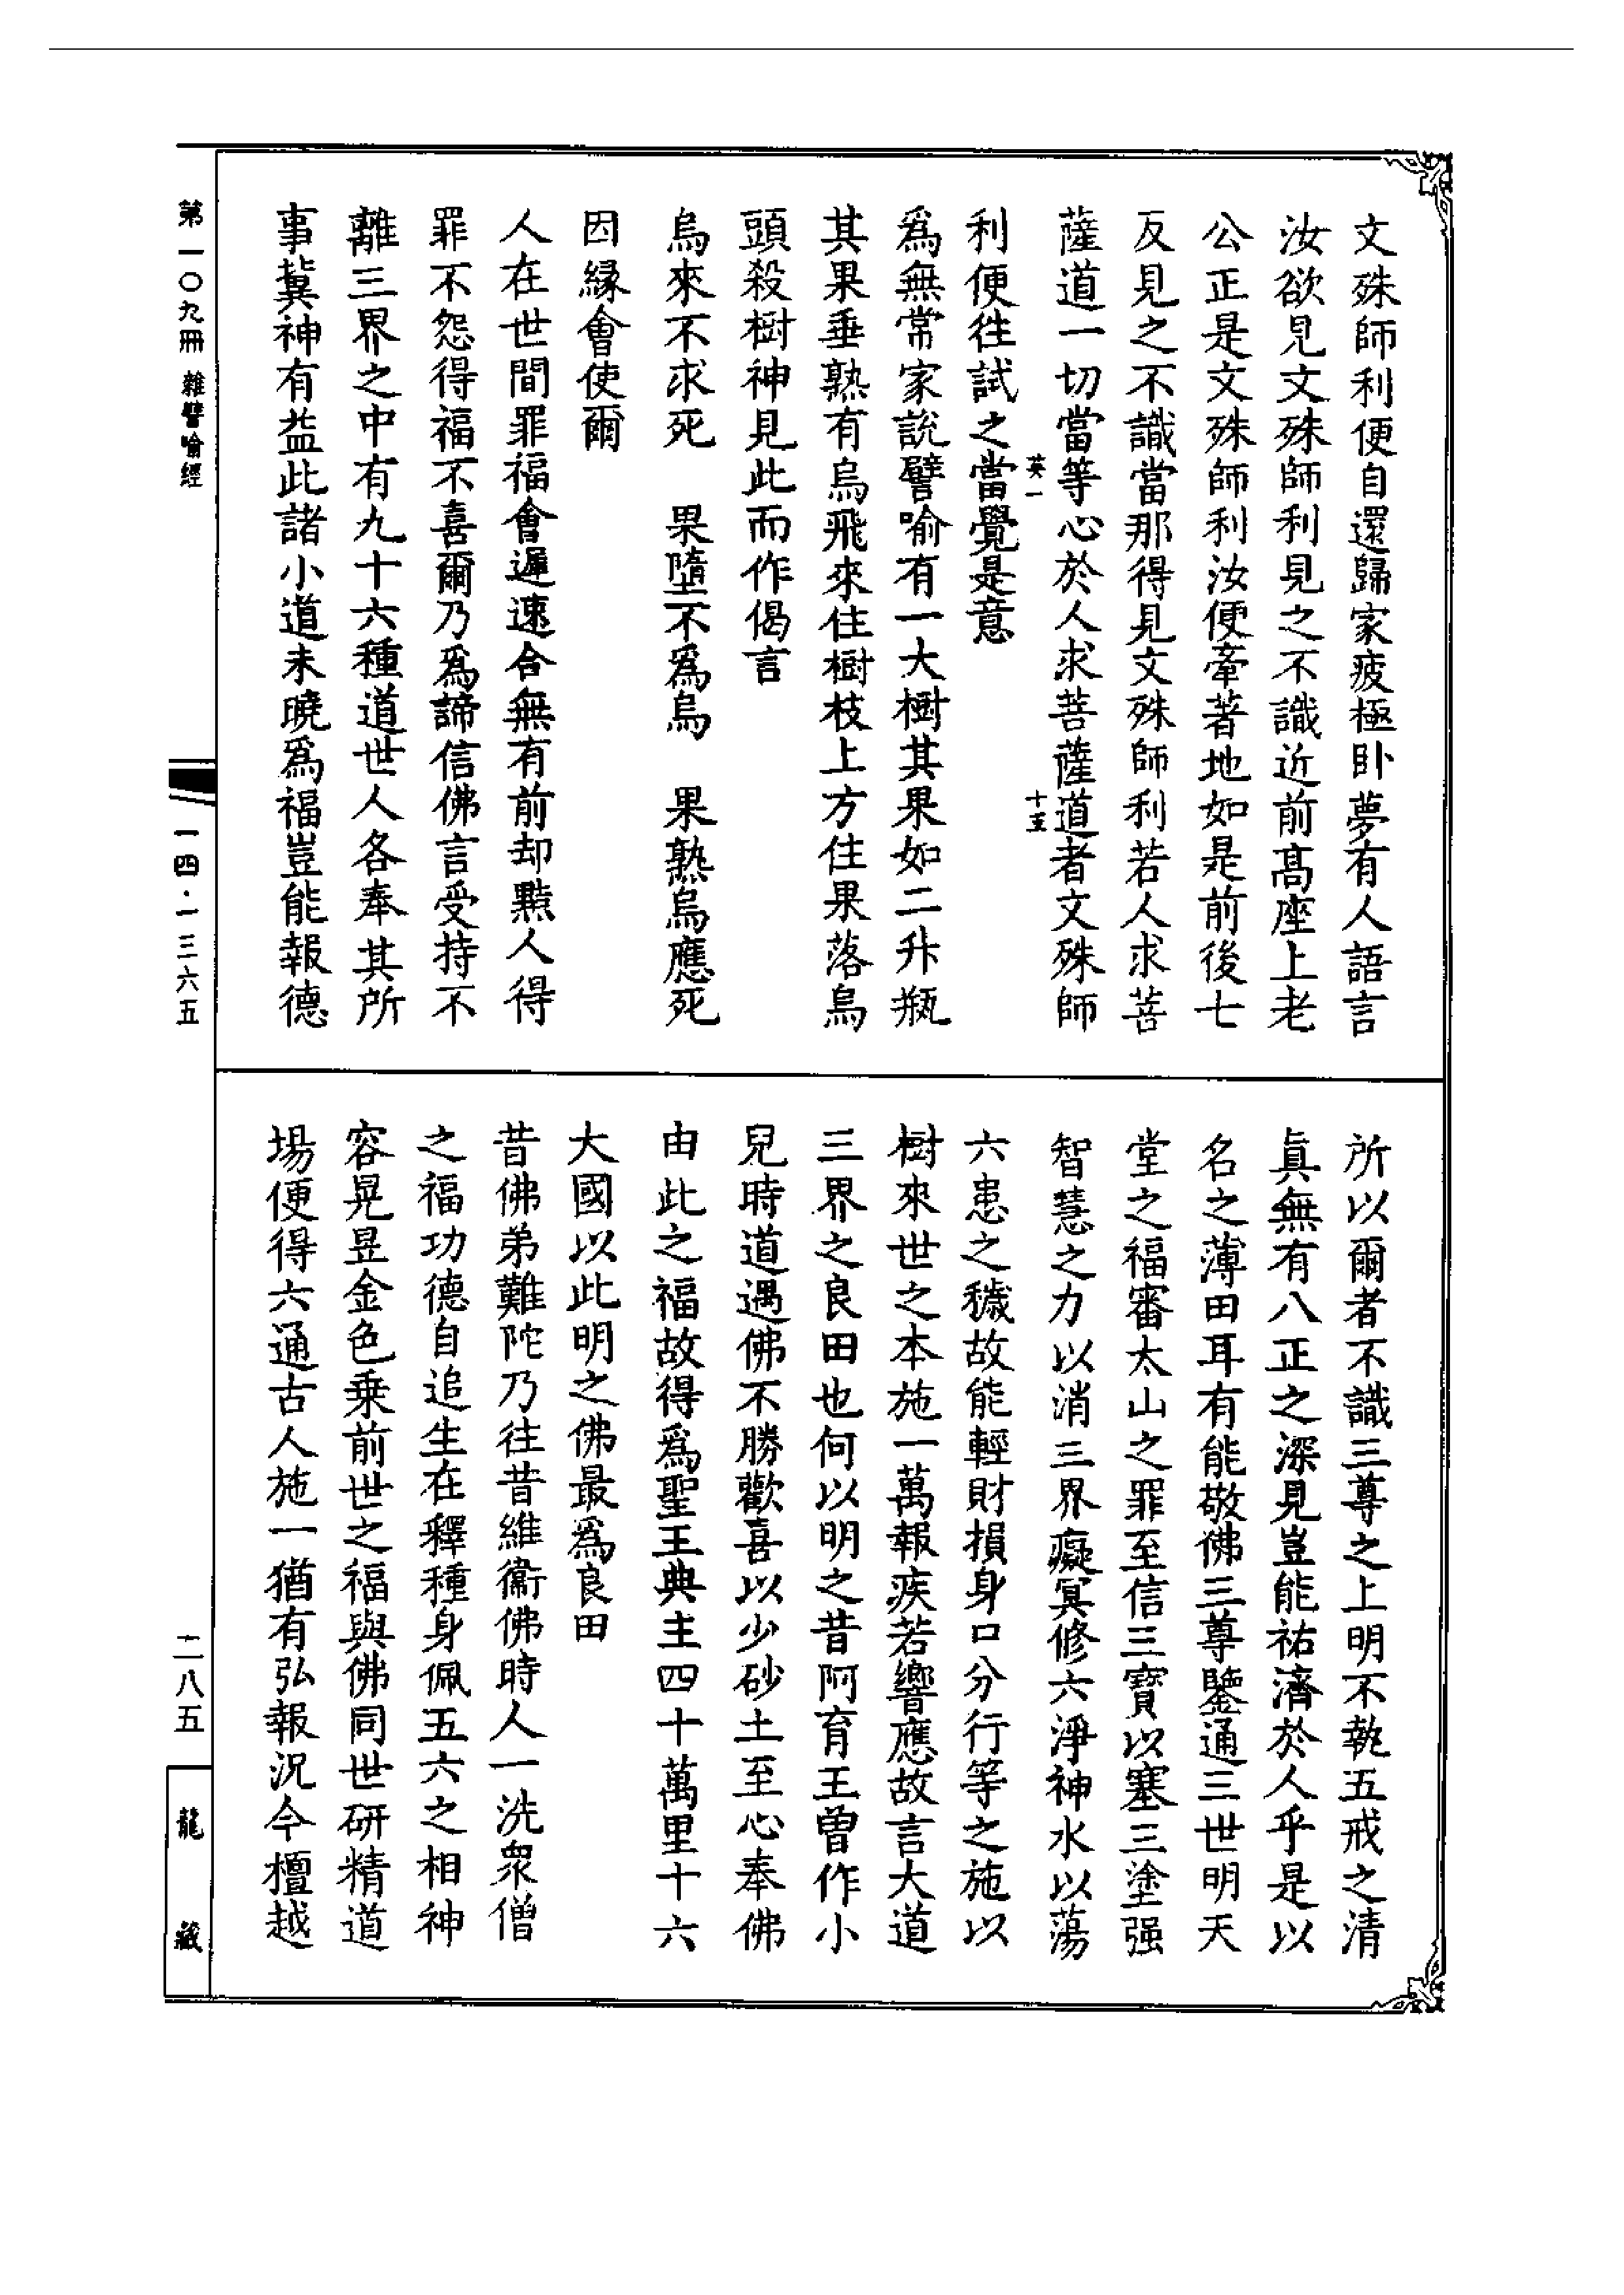 文殊師利便自還歸家疲極卧夢有人語言
汝欲見文殊師利見之不識近前髙座上老
公正是文殊師利汝便牽著地如是前後七
反見之不識當那得見文殊師利若人求菩
薩道一切當等心於人求菩薩道者文殊師
英一
十五
利便徃試之當覺是意
爲無常家說譬喻有一大樹其果如二升瓶
其果垂熟有烏飛來住樹枝上方住果落烏
頭殺樹神見此而作偈言
烏來不求死　果墮不爲烏　果熟烏應死
因縁會使爾
人在世間罪福會遲速合無有前却黠人得
罪不怨得福不喜爾乃爲諦信佛言受持不
離三界之中有九十六種道世人各奉其所
事冀神有益此諸小道未曉爲福豈能報德
所以爾者不識三尊之上明不執五戒之清
眞無有八正之深見豈能祐濟於人乎是以
名之薄田耳有能敬佛三尊鑒通三世明天
堂之福審太山之罪至信三寶以塞三塗强
智慧之力以消三界癡冥修六淨神水以蕩
六患之穢故能輕財損身口分行等之施以
樹來世之本施一萬報疾若響應故言大道
三界之良田也何以明之昔阿育王曾作小
兒時道遇佛不勝歡喜以少砂土至心奉佛
由此之福故得爲聖王典主四十萬里十六
大國以此明之佛最爲良田
昔佛弟難陀乃往昔維衞佛時人一洗衆僧
之福功德自追生在釋種身佩五六之相神
容晃昱金色乗前世之福與佛同世研精道
場便得六通古人施一猶有弘報況今檀越
第一〇九冊　雜譬喻經
一四·一三六五
二八五
龍藏